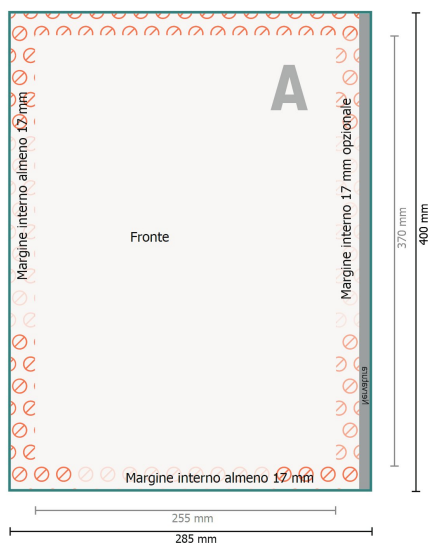 A
Margine interno almeno 17 mm
Margine interno 17 mm opzionale
Fronte
370 mm
400 mm
Margine interno almeno 17 mm
255 mm
285 mm